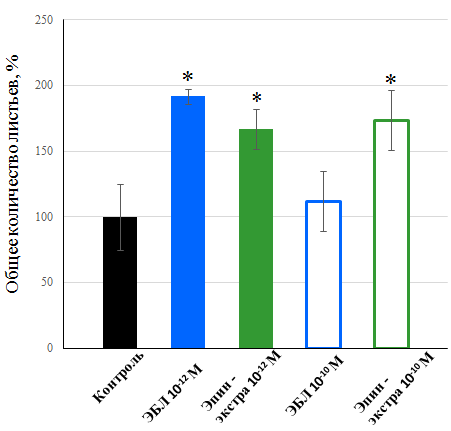 Общее количество листьев, %
250
200
150
100
50
0
*
*
*
Контроль
ЭБЛ 10⁻¹² М
Эпин -
экстра 10⁻¹² М
ЭБЛ 10⁻¹⁰ М
Эпин -
экстра 10⁻¹⁰ М